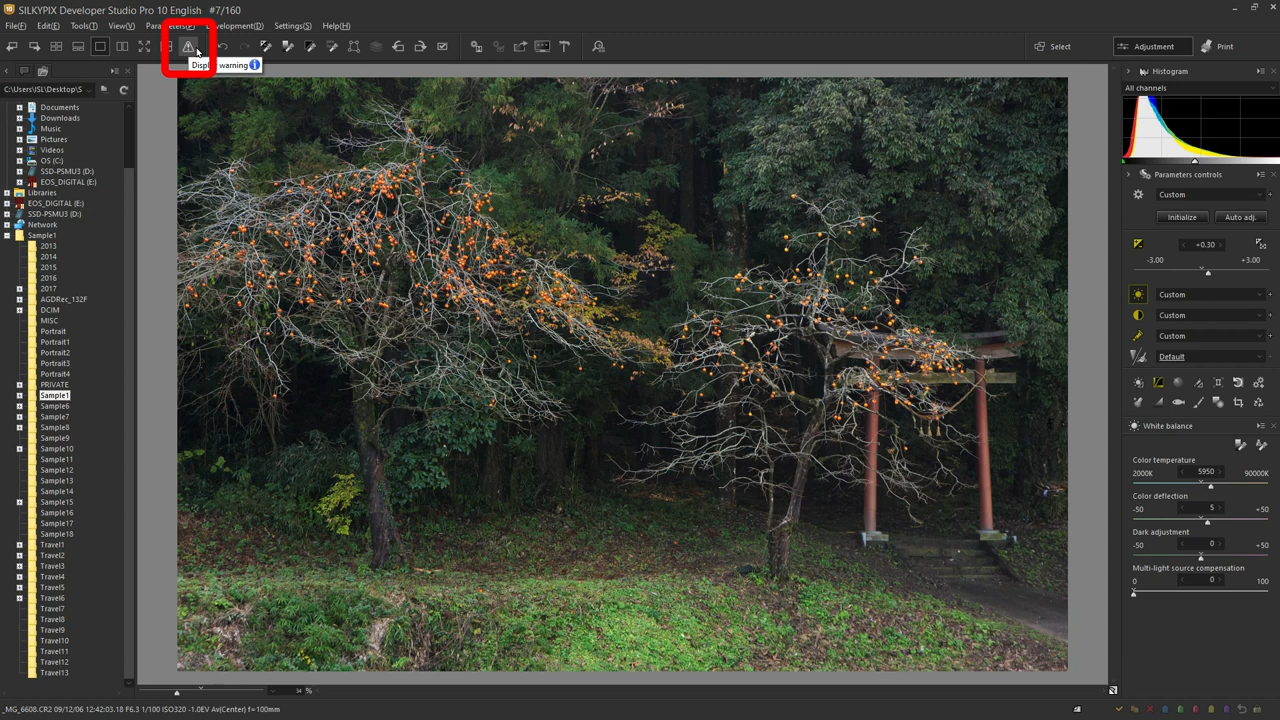 SILKYPIX Developer Studio Pro 10 English #7/160
File(F) Edit(E) Tools(T) View(V) Parameters(P) Development(D) Settings(S) Help(H)
Select Adjustment Print
Display warning
C:\Users\ISL\Desktop\S
Documents
Downloads
Music
Pictures
Videos
OS (C:)
SSD-PSMU3 (D:)
EOS_DIGITAL (E:)
Libraries
EOS_DIGITAL (E:)
SSD-PSMU3 (D:)
Network
Sample1
2013
2014
2015
2016
2017
AGDRec_132F
DCIM
MISC
Portrait
Portrait1
Portrait2
Portrait3
Portrait4
PRIVATE
Sample1
Sample6
Sample7
Sample8
Sample9
Sample10
Sample11
Sample12
Sample13
Sample14
Sample15
Sample16
Sample17
Sample18
Travel1
Travel2
Travel3
Travel4
Travel5
Travel6
Travel7
Travel8
Travel9
Travel10
Travel11
Travel12
Travel13
Histogram
All channels
Parameters controls
Custom
Initialize Auto adj.
+0.30
-3.00 +3.00
Custom
Custom
Custom
Default
White balance
Color temperature
2000K 5950 90000K
Color deflection
-50 5 +50
Dark adjustment
-50 0 +50
Multi-light source compensation
0 0 100
34 %
_MG_6608.CR2 09/12/06 12:42:03.18 F6.3 1/100 ISO320 -1.0EV Av(Center) f=100mm